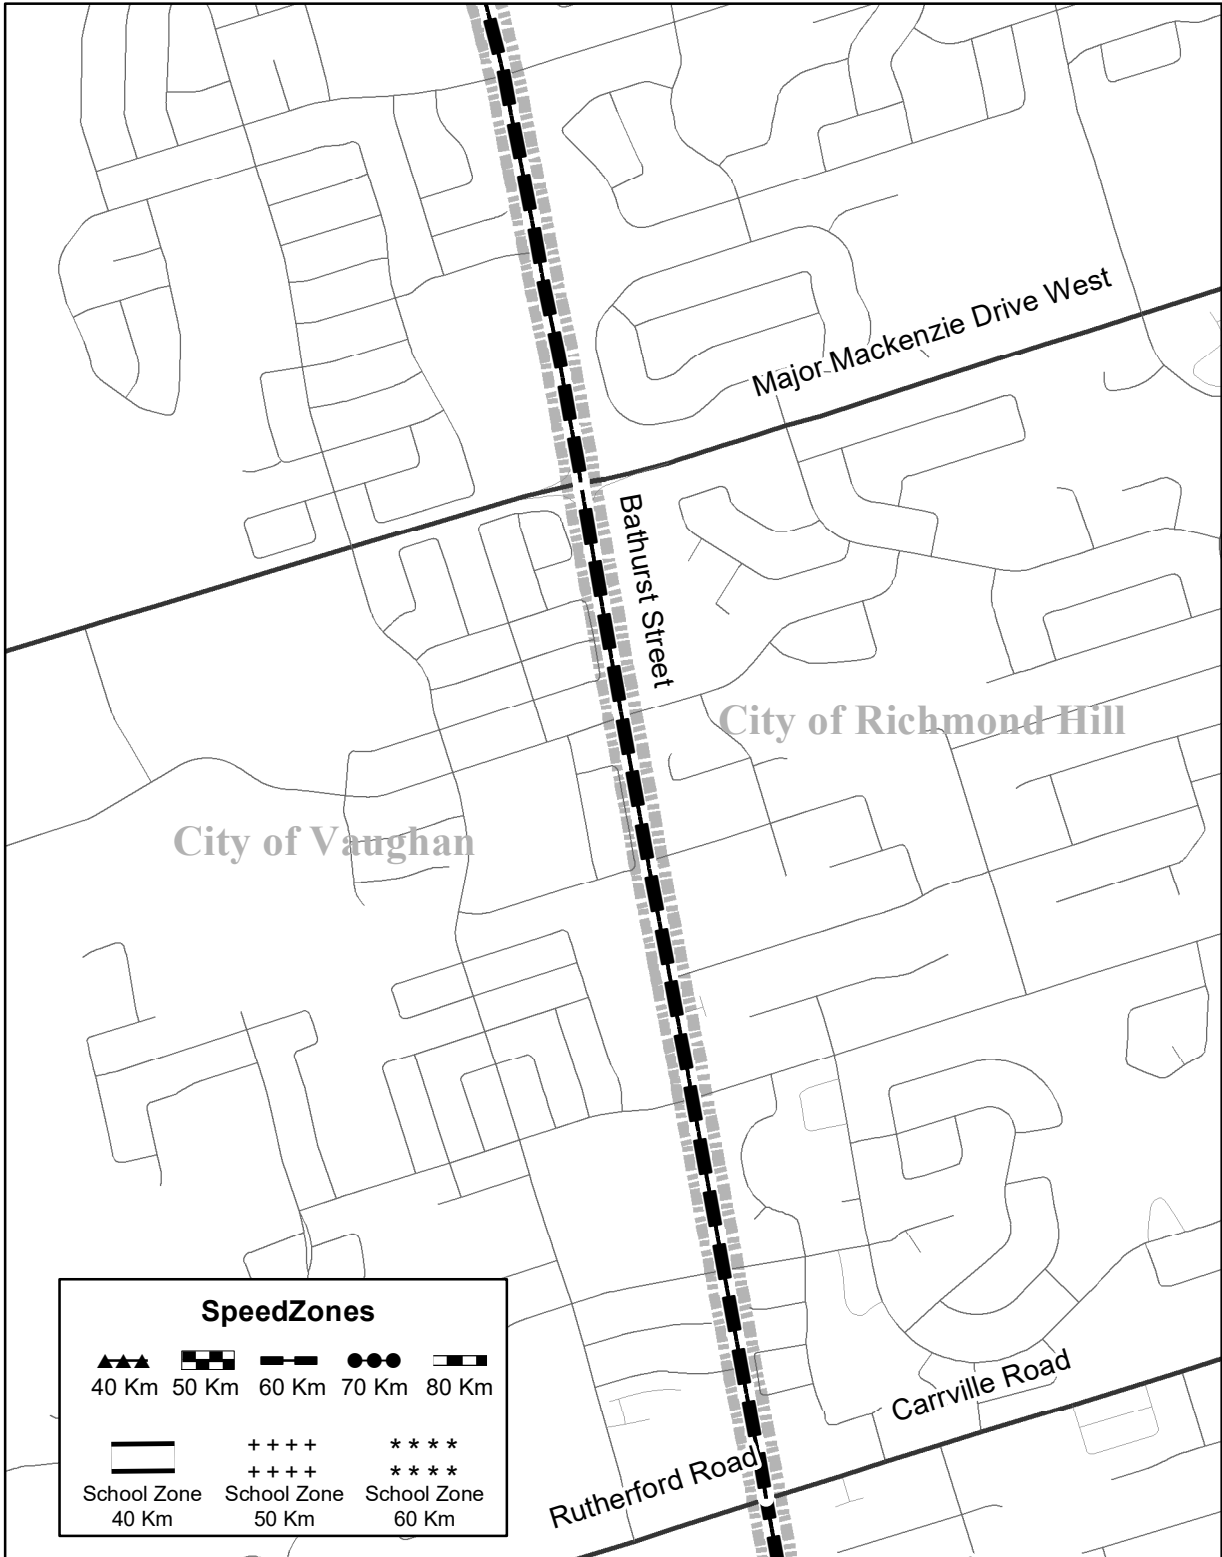 Major Mackenzie Drive West
Bathurst Street
City of Richmond Hill
City of Vaughan
SpeedZones
40 Km 50 Km 60 Km 70 Km 80 Km
School Zone School Zone School Zone
40 Km 50 Km 60 Km
Carrville Road
Rutherford Road